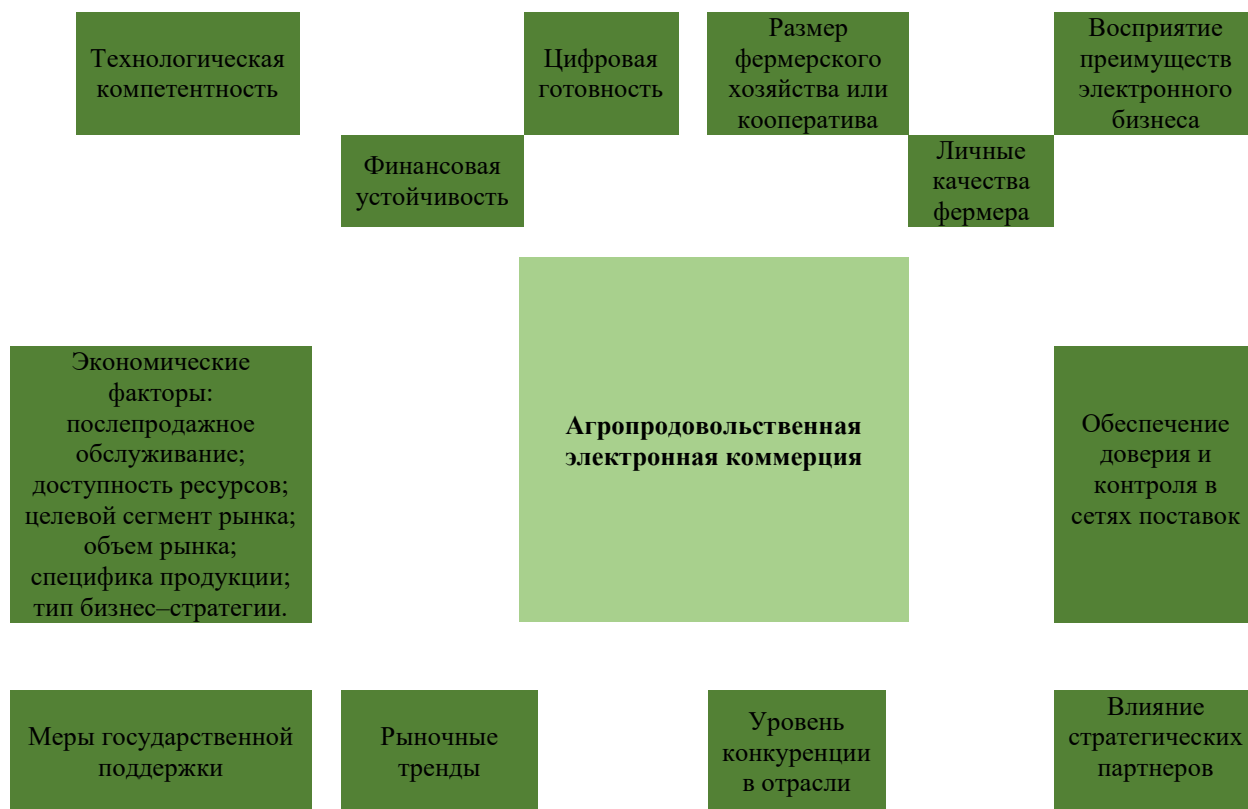 Технологическая
компетентность
Цифровая
готовность
Размер
фермерского
хозяйства или
кооператива
Восприятие
преимуществ
электронного
бизнеса
Финансовая
устойчивость
Личные
качества
фермера
Экономические
факторы:
послепродажное
обслуживание;
доступность ресурсов;
целевой сегмент рынка;
объем рынка;
специфика продукции;
тип бизнес–стратегии.
Агропродовольственная
электронная коммерция
Обеспечение
доверия и
контроля в
сетях поставок
Меры государственной
поддержки
Рыночные
тренды
Уровень
конкуренции
в отрасли
Влияние
стратегических
партнеров